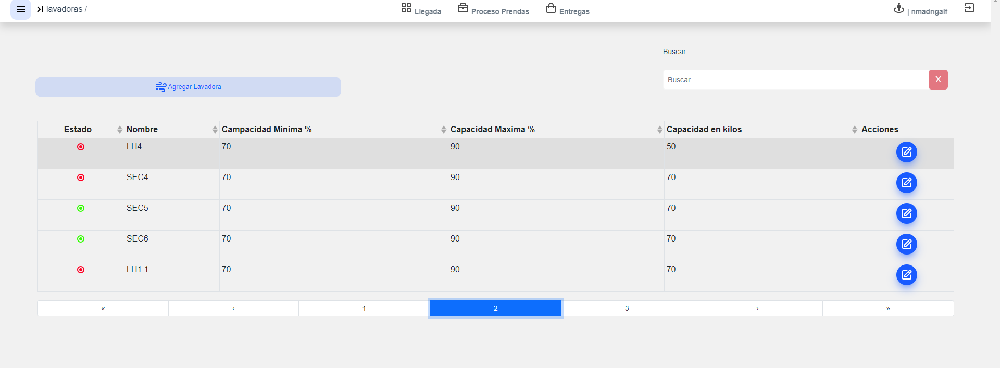 lavadoras /
Llegada
Proceso Prendas
Entregas
| nmadrigalf
Buscar
Agregar Lavadora
Buscar
X
Estado Nombre Campacidad Minima % Capacidad Maxima % Capacidad en kilos Acciones
LH4 70 90 50
SEC4 70 90 70
SEC5 70 90 70
SEC6 70 90 70
LH1.1 70 90 70
« ‹ 1 2 3 › »